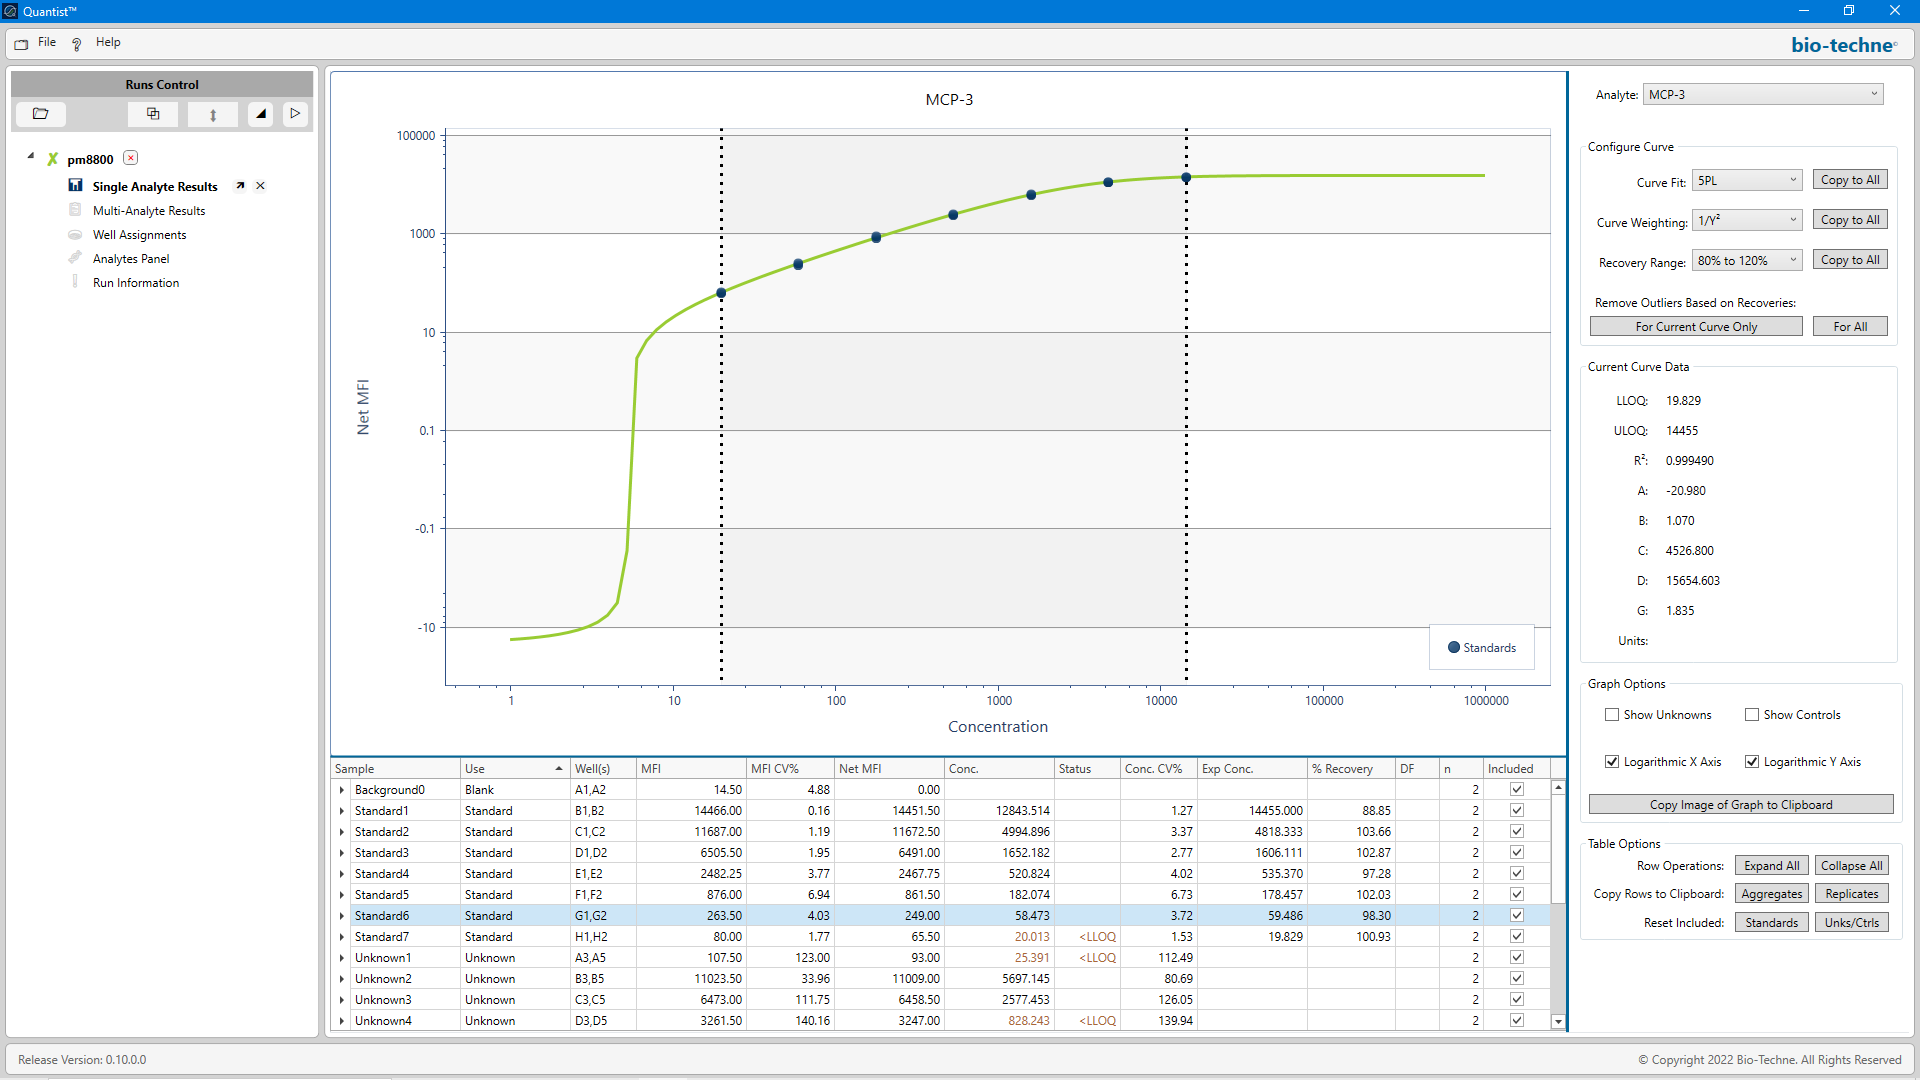 Quantist™
File Help
bio-techne®
Runs Control
pm8800
Single Analyte Results
Multi-Analyte Results
Well Assignments
Analytes Panel
Run Information
MCP-3
100000
1000
10
0.1
-0.1
-10
Net MFI
1 10 100 1000 10000 100000 1000000
Concentration
Standards
Sample Use Well(s) MFI MFI CV% Net MFI Conc. Status Conc. CV% Exp Conc. % Recovery DF n Included
Background0 Blank A1,A2 14.50 4.88 0.00 2
Standard1 Standard B1,B2 14466.00 0.16 14451.50 12843.514 1.27 14455.000 88.85 2
Standard2 Standard C1,C2 11687.00 1.19 11672.50 4994.896 3.37 4818.333 103.66 2
Standard3 Standard D1,D2 6505.50 1.95 6491.00 1652.182 2.77 1606.111 102.87 2
Standard4 Standard E1,E2 2482.25 3.77 2467.75 520.824 4.02 535.370 97.28 2
Standard5 Standard F1,F2 876.00 6.94 861.50 182.074 6.73 178.457 102.03 2
Standard6 Standard G1,G2 263.50 4.03 249.00 58.473 3.72 59.486 98.30 2
Standard7 Standard H1,H2 80.00 1.77 65.50 20.013 <LLOQ 1.53 19.829 100.93 2
Unknown1 Unknown A3,A5 107.50 123.00 93.00 25.391 <LLOQ 112.49 2
Unknown2 Unknown B3,B5 11023.50 33.96 11009.00 5697.145 80.69 2
Unknown3 Unknown C3,C5 6473.00 111.75 6458.50 2577.453 126.05 2
Unknown4 Unknown D3,D5 3261.50 140.16 3247.00 828.243 <LLOQ 139.94 2
Analyte: MCP-3
Configure Curve
Curve Fit: 5PL Copy to All
Curve Weighting: 1/Y² Copy to All
Recovery Range: 80% to 120% Copy to All
Remove Outliers Based on Recoveries:
For Current Curve Only For All
Current Curve Data
LLOQ: 19.829
ULOQ: 14455
R²: 0.999490
A: -20.980
B: 1.070
C: 4526.800
D: 15654.603
G: 1.835
Units:
Graph Options
Show Unknowns Show Controls
Logarithmic X Axis Logarithmic Y Axis
Copy Image of Graph to Clipboard
Table Options
Row Operations: Expand All Collapse All
Copy Rows to Clipboard: Aggregates Replicates
Reset Included: Standards Unks/Ctrls
Release Version: 0.10.0.0
© Copyright 2022 Bio-Techne. All Rights Reserved